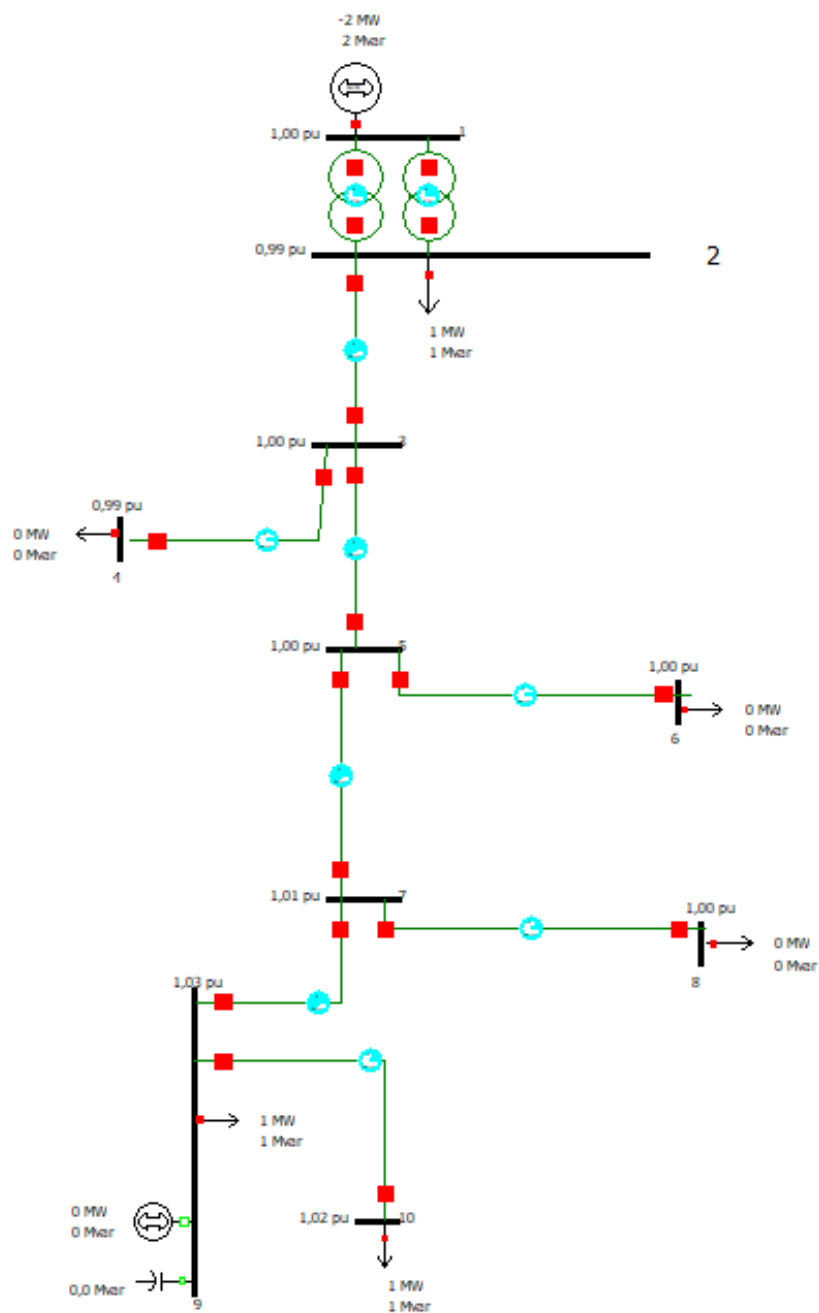 -2 MW
2 Mvar
1,00 pu
1
0,99 pu
2
1 MW
1 Mvar
1,00 pu
3
0,99 pu
0 MW
0 Mvar
4
1,00 pu
5
1,00 pu
0 MW
0 Mvar
6
1,01 pu
7
1,00 pu
0 MW
0 Mvar
8
1,03 pu
1 MW
1 Mvar
0 MW
0 Mvar
1,02 pu
10
0,0 Mvar
9
1 MW
1 Mvar